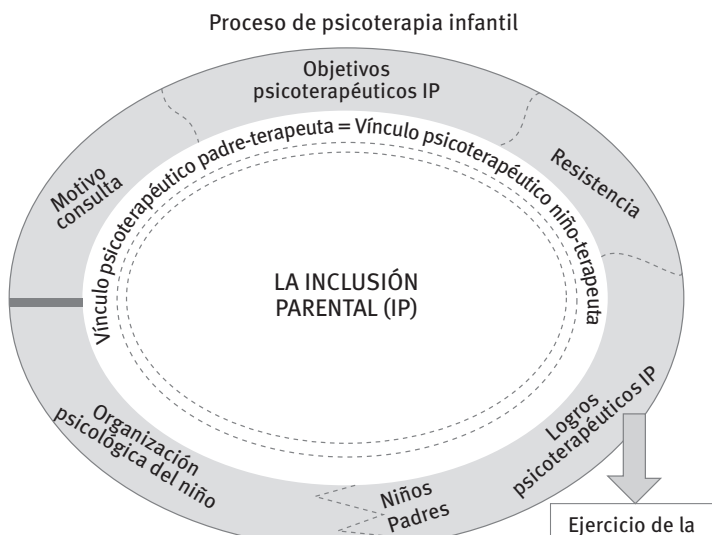 Proceso de psicoterapia infantil
Objetivos
psicoterapéuticos IP
Motivo
consulta
Resistencia
Vínculo psicoterapéutico padre-terapeuta = Vínculo psicoterapéutico niño-terapeuta
LA INCLUSIÓN
PARENTAL (IP)
Organización
psicológica del niño
Niños
Padres
Logros
psicoterapéuticos IP
Ejercicio de la